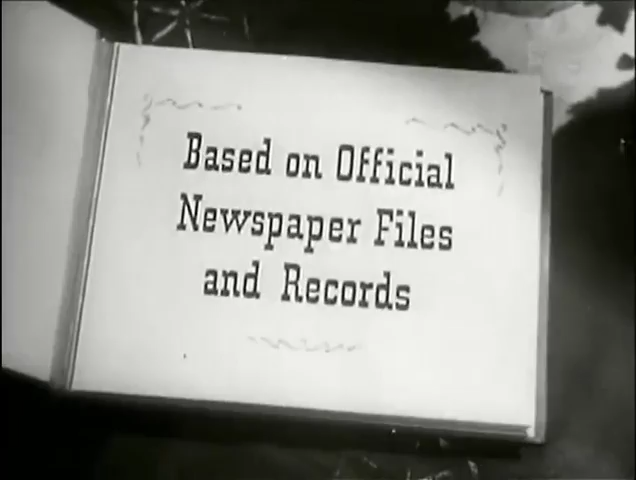 Based on Official
Newspaper Files
and Records